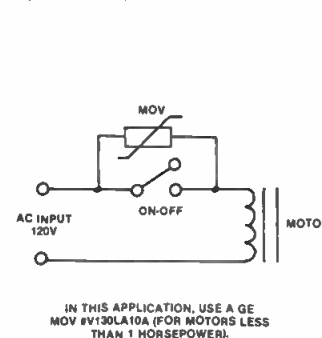 MOV
ON-OFF
AC INPUT
120V
MOTO
IN THIS APPLICATION, USE A GE
MOV #V130LA10A (FOR MOTORS LESS
THAN 1 HORSEPOWER).